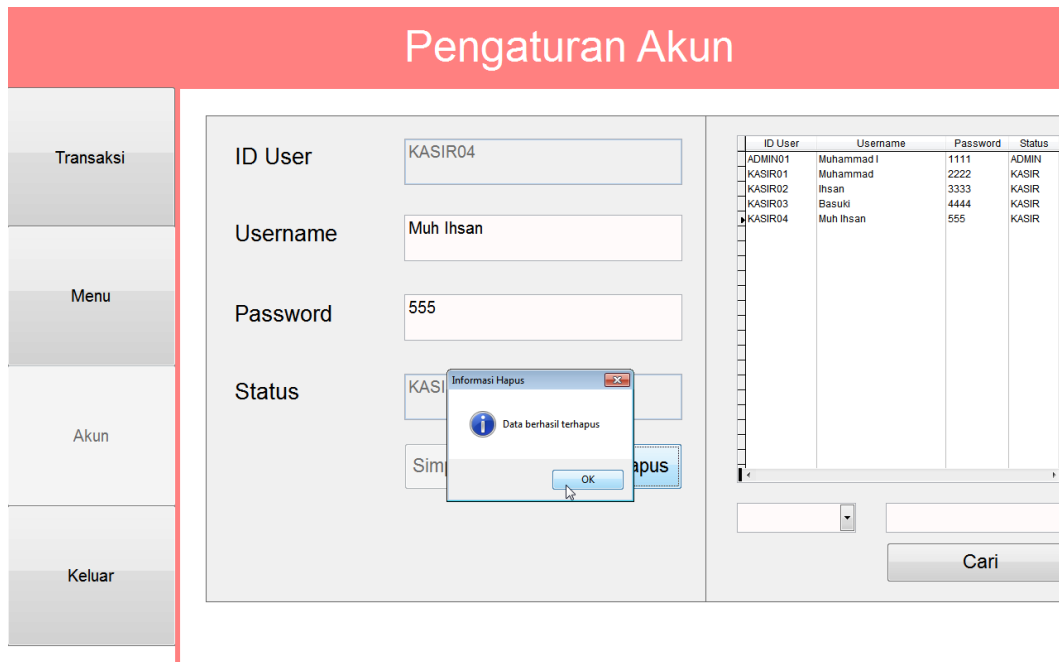 Pengaturan Akun
Transaksi
Menu
Akun
Keluar
ID User
KASIR04
Username
Muh Ihsan
Password
555
Status
KASI
Informasi Hapus
Data berhasil terhapus
OK
Sim
apus
ID User Username Password Status
ADMIN01 Muhammad I 1111 ADMIN
KASIR01 Muhammad 2222 KASIR
KASIR02 Ihsan 3333 KASIR
KASIR03 Basuki 4444 KASIR
KASIR04 Muh Ihsan 555 KASIR
Cari